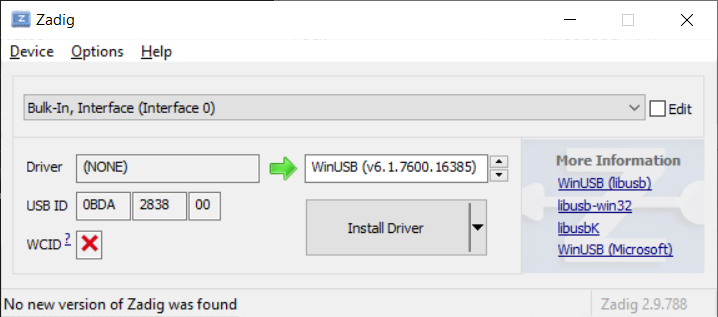 Zadig
Device Options Help
Bulk-In, Interface (Interface 0)
Edit
Driver (NONE) WinUSB (v6.1.7600.16385)
More Information
WinUSB (libusb)
USB ID 0BDA 2838 00
libusb-win32
Install Driver
libusbK
WCID ?
WinUSB (Microsoft)
No new version of Zadig was found
Zadig 2.9.788